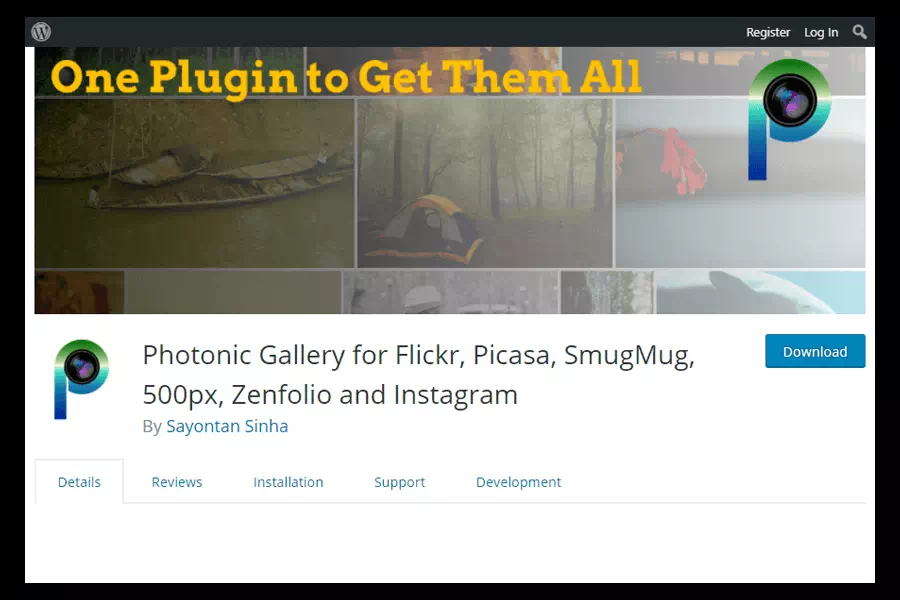 Register Log In
One Plugin to Get Them All
Photonic Gallery for Flickr, Picasa, SmugMug,
500px, Zenfolio and Instagram
Download
By Sayontan Sinha
Details Reviews Installation Support Development